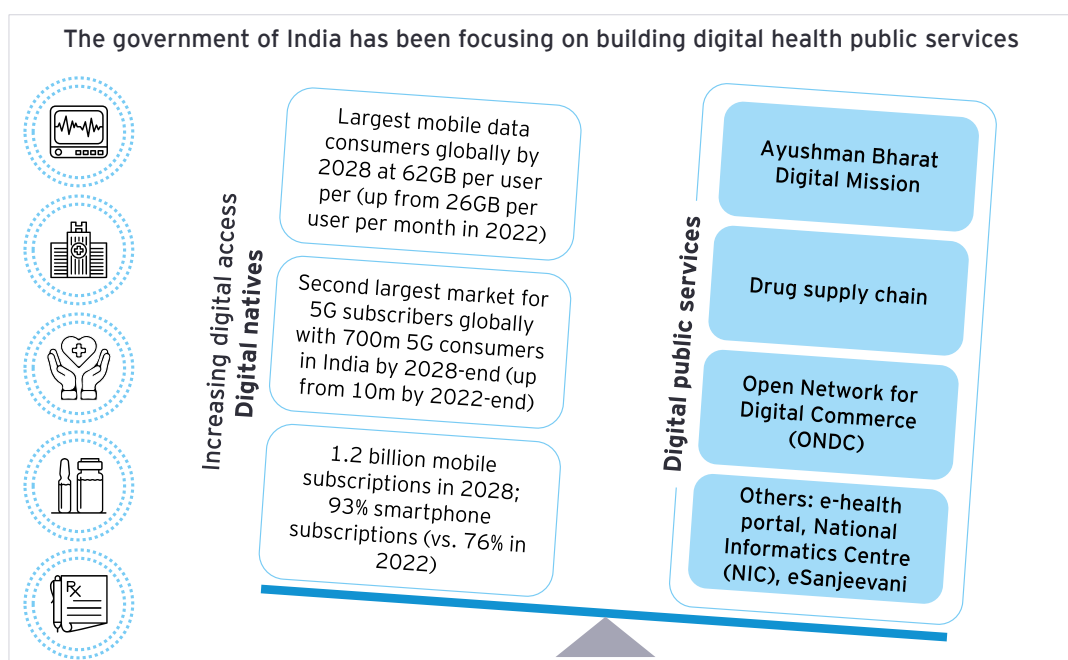 The government of India has been focusing on building digital health public services
Increasing digital access
Digital natives
Largest mobile data
consumers globally by
2028 at 62GB per user
per (up from 26GB per
user per month in 2022)
Second largest market for
5G subscribers globally
with 700m 5G consumers
in India by 2028-end (up
from 10m by 2022-end)
1.2 billion mobile
subscriptions in 2028;
93% smartphone
subscriptions (vs. 76% in
2022)
Digital public services
Ayushman Bharat
Digital Mission
Drug supply chain
Open Network for
Digital Commerce
(ONDC)
Others: e-health
portal, National
Informatics Centre
(NIC), eSanjeevani
Rx